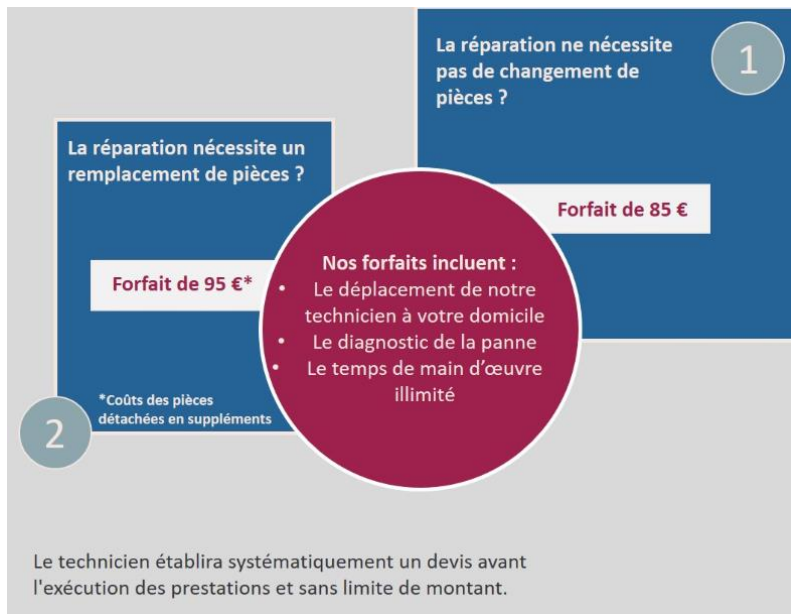 La réparation ne nécessite
pas de changement de
pièces ?
1
Forfait de 85 €
La réparation nécessite un
remplacement de pièces ?
Forfait de 95 €*
*Coûts des pièces
détachées en suppléments
2
Nos forfaits incluent :
• Le déplacement de notre
technicien à votre domicile
• Le diagnostic de la panne
• Le temps de main d’œuvre
illimité
Le technicien établira systématiquement un devis avant
l'exécution des prestations et sans limite de montant.